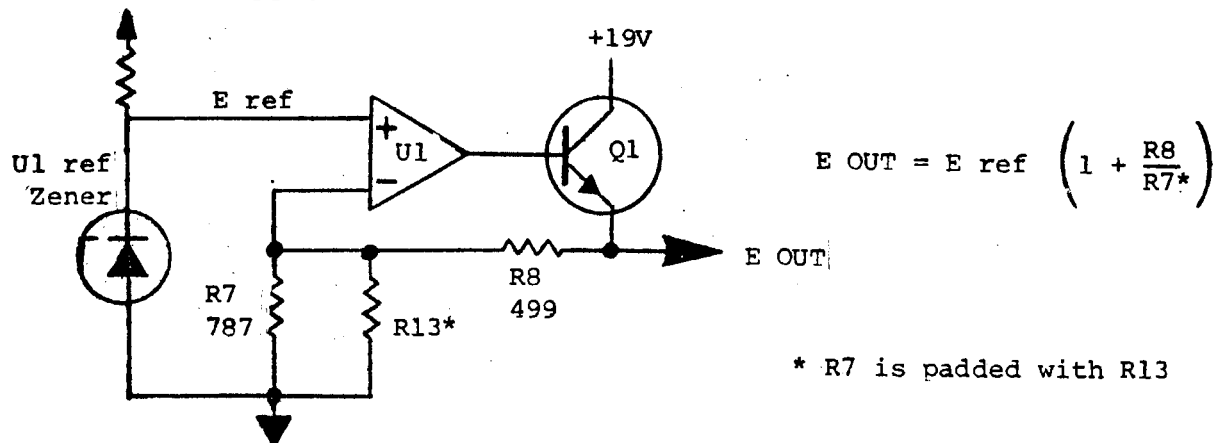 +19V
E ref
+
U1
Q1
-
U1 ref
Zener
E OUT = E ref (1 + R8/R7*)
E OUT
R8
499
R7
787
R13*
* R7 is padded with R13